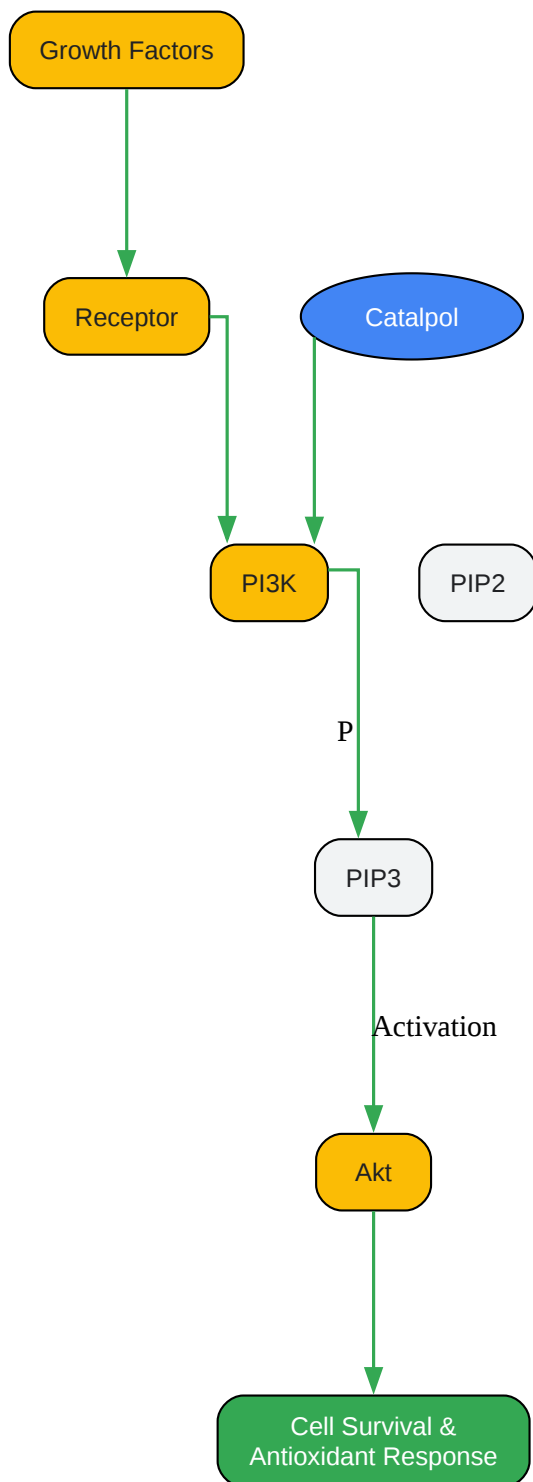 Growth Factors
Receptor
Catalpol
PI3K
PIP2
P
PIP3
Activation
Akt
Cell Survival &
Antioxidant Response